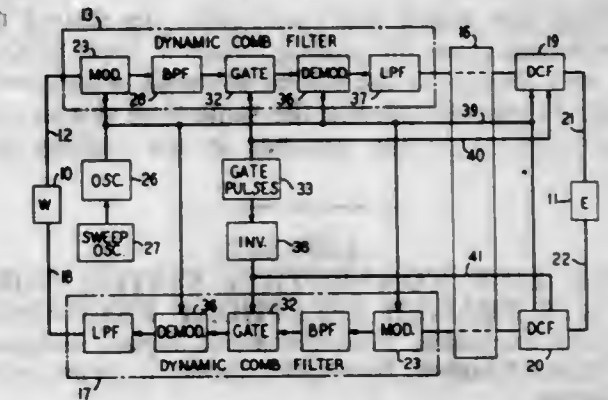 13 16
23 DYNAMIC COMB FILTER 19
MOD. BPF GATE DEMOD LPF DCF
28 32 36 37 39 21
12 40
10 OSC. 26 GATE PULSES 33 11
W E
SWEEP OSC. 27 INV. 38 22
18 41
36 32
LPF DEMOD. GATE BPF MOD. DCF
23 20
DYNAMIC COMB FILTER
17